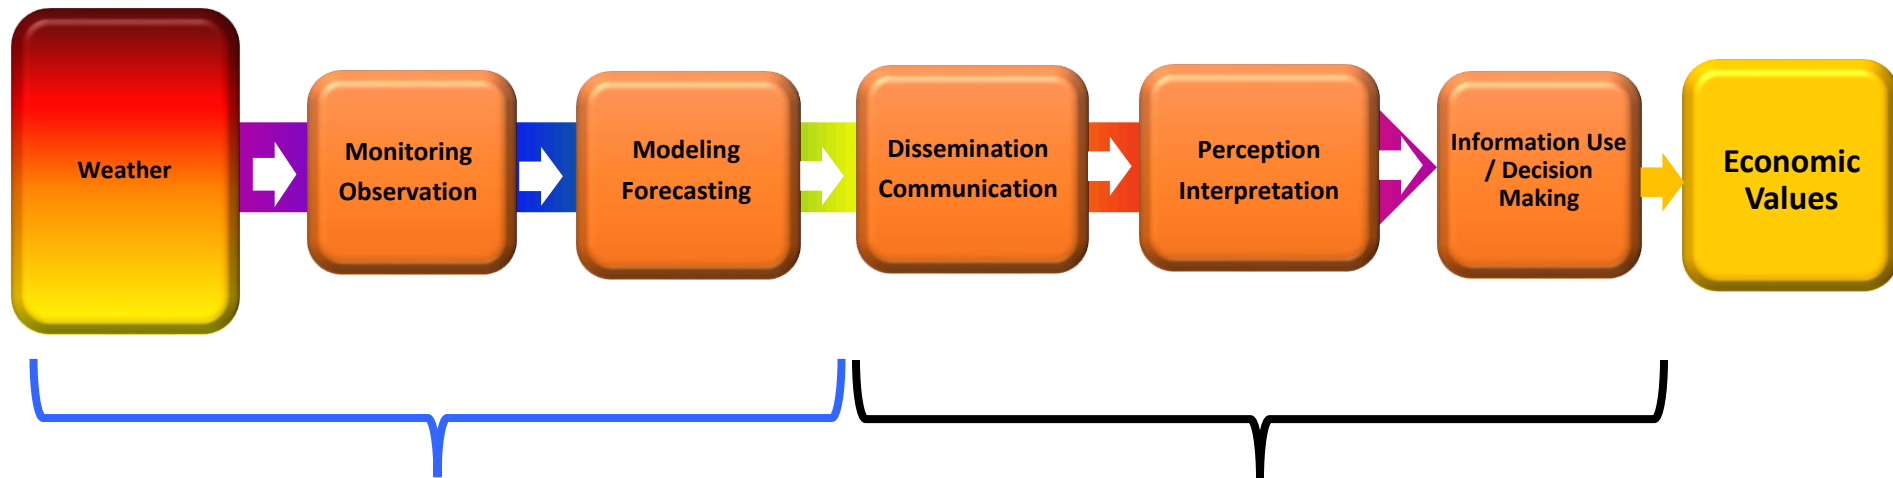 Weather
Monitoring
Observation
Modeling
Forecasting
Dissemination
Communication
Perception
Interpretation
Information Use
/ Decision
Making
Economic
Values